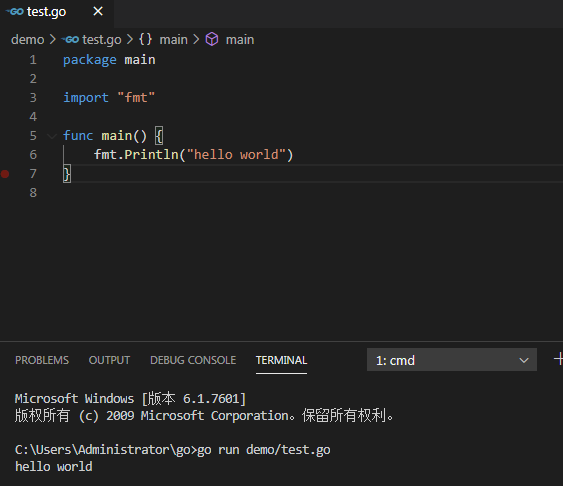 GO test.go ×
demo > GO test.go > {} main > main
1 package main
2
3 import "fmt"
4
5 func main() {
6 fmt.Println("hello world")
7 }
8
PROBLEMS OUTPUT DEBUG CONSOLE TERMINAL 1: cmd +
Microsoft Windows [版本 6.1.7601]
版权所有 (c) 2009 Microsoft Corporation。保留所有权利。
C:\Users\Administrator\go>go run demo/test.go
hello world